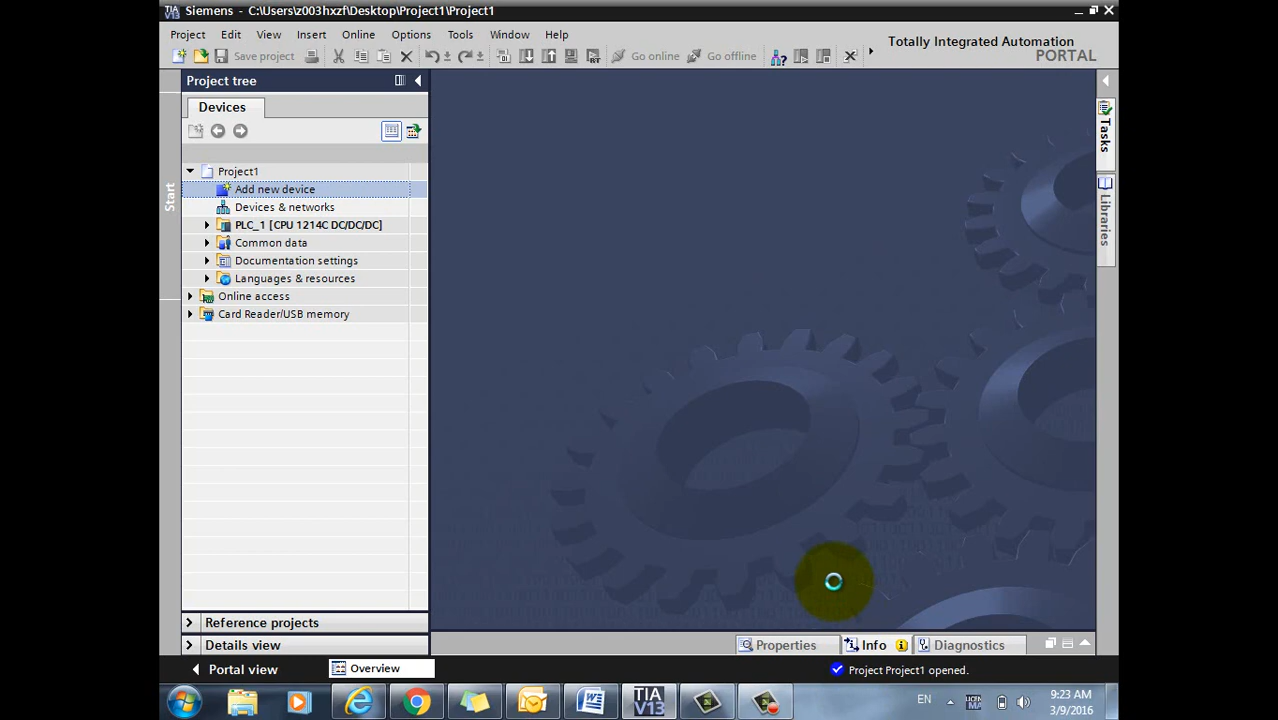 TIA
V13
Siemens - C:\Users\z003hxzf\Desktop\Project1\Project1
Project Edit View Insert Online Options Tools Window Help
Totally Integrated Automation
PORTAL
Save project
Go online
Go offline
Project tree
Devices
Start
Project1
Add new device
Devices & networks
PLC_1 [CPU 1214C DC/DC/DC]
Common data
Documentation settings
Languages & resources
Online access
Card Reader/USB memory
Tasks
Libraries
Reference projects
Details view
Properties
Info
Diagnostics
Portal view
Overview
Project Project1 opened.
TIA
V13
EN
9:23 AM
3/9/2016